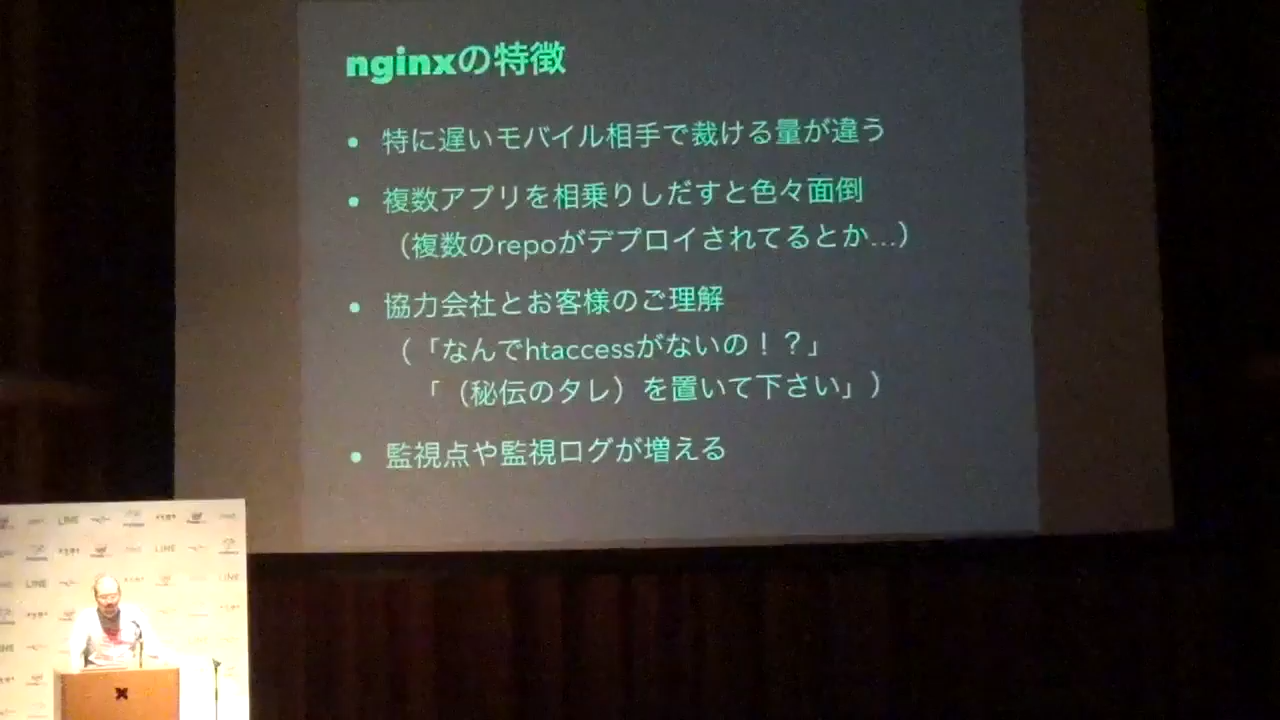 nginxの特徴
• 特に遅いモバイル相手で裁ける量が違う
• 複数アプリを相乗りしだすと色々面倒
（複数のrepoがデプロイされてるとか…）
• 協力会社とお客様のご理解
（「なんでhtaccessがないの！？」
「（秘伝のタレ）を置いて下さい」）
• 監視点や監視ログが増える
LINE
LINE
LINE
LINE
LINE